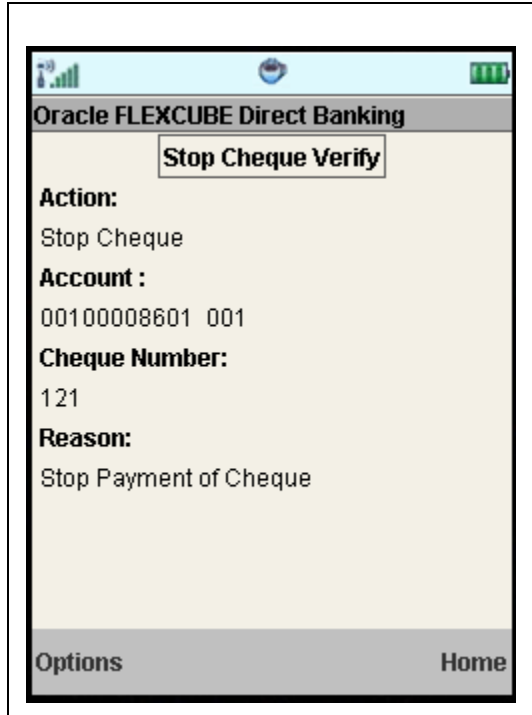 Oracle FLEXCUBE Direct Banking
Stop Cheque Verify
Action:
Stop Cheque
Account :
00100008601 001
Cheque Number:
121
Reason:
Stop Payment of Cheque
Options Home